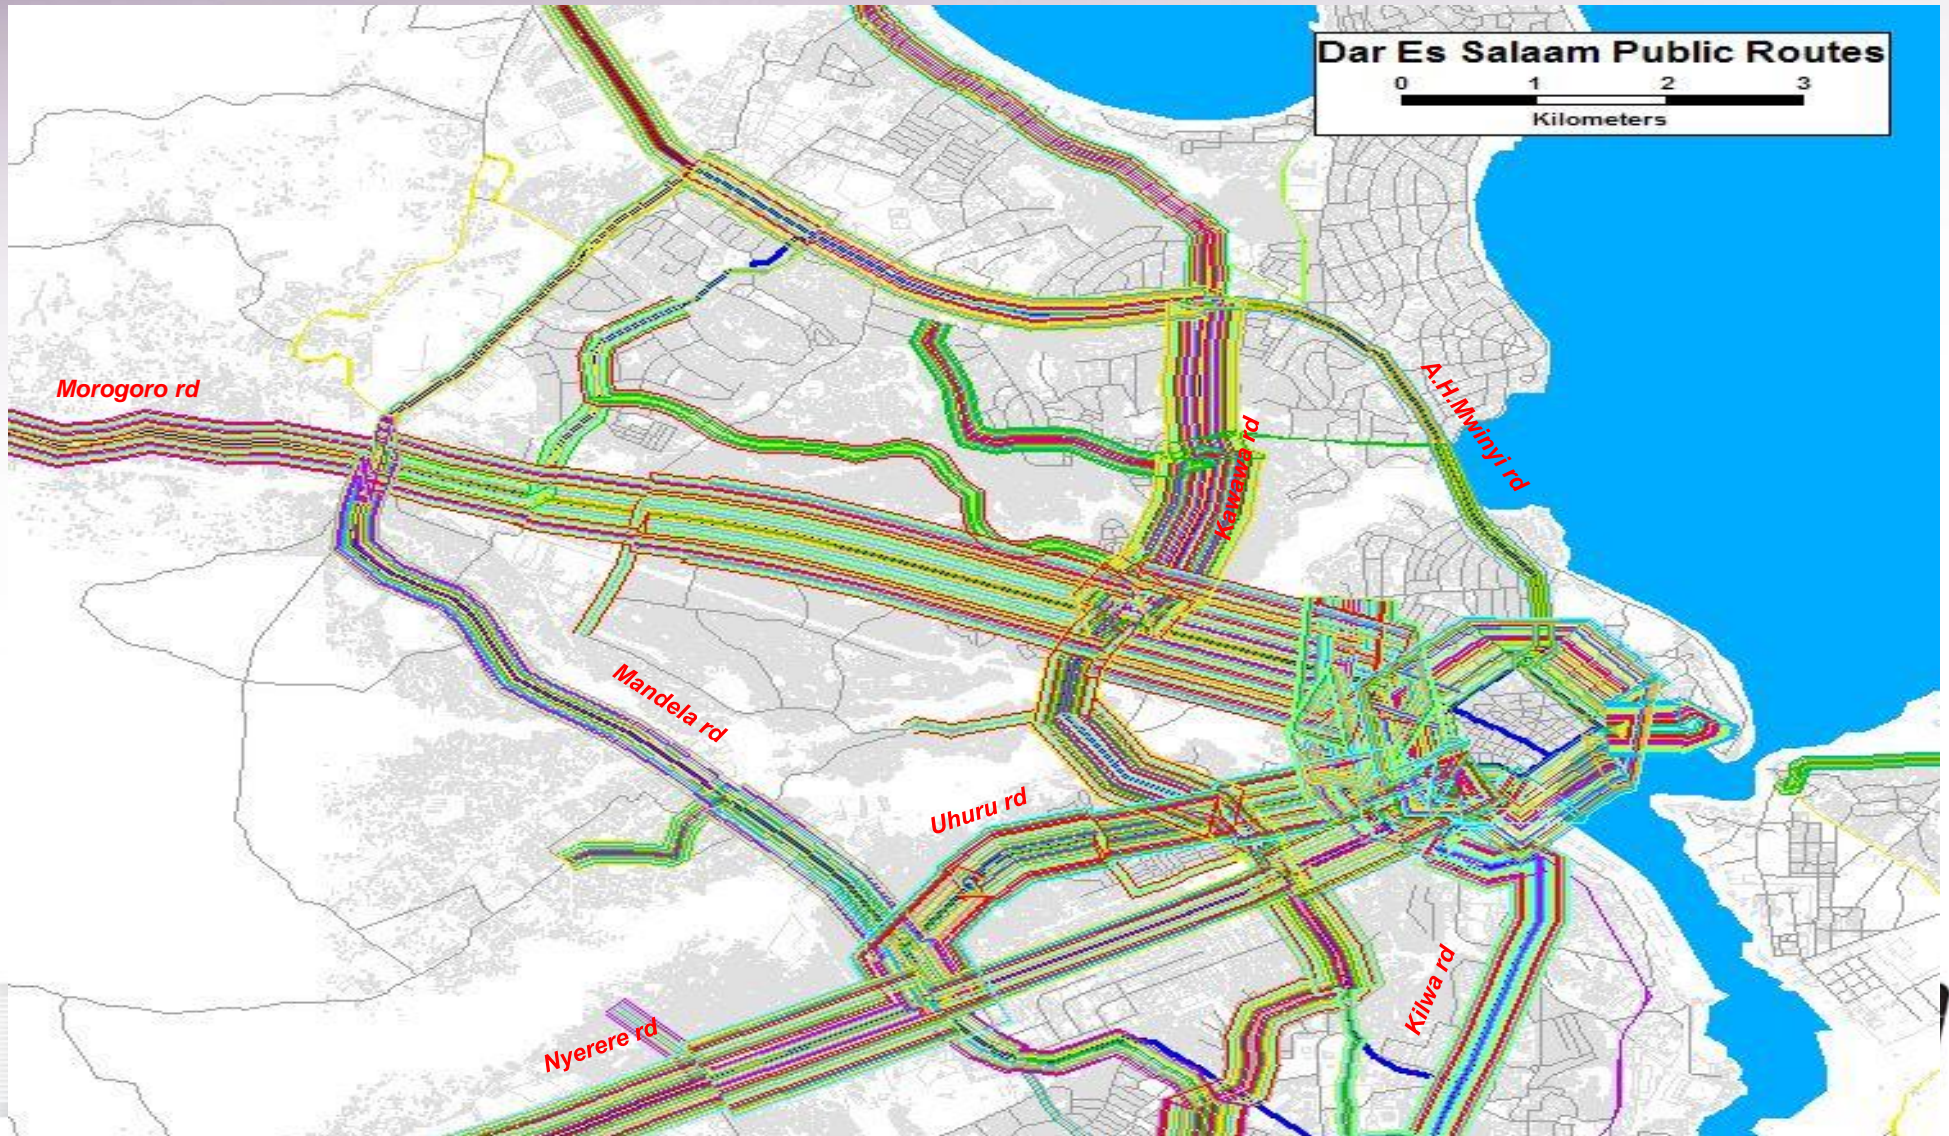 Dar Es Salaam Public Routes
0 1 2 3
Kilometers
Morogoro rd
A.H.Mwinyi rd
Kawawa rd
Mandela rd
Uhuru rd
Kilwa rd
Nyerere rd